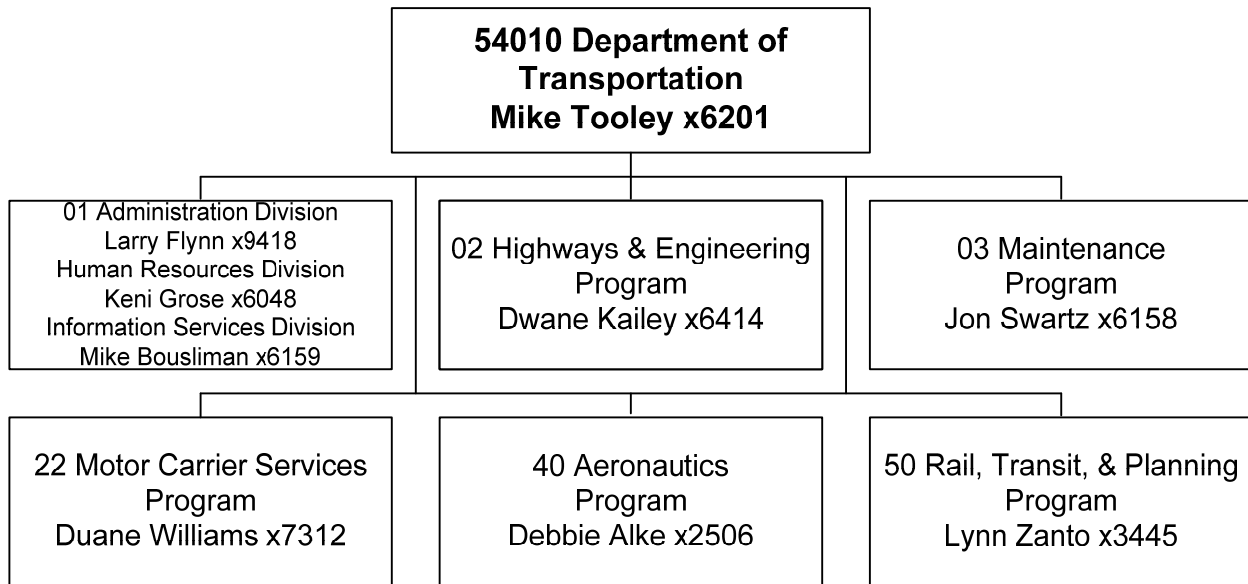 54010 Department of
Transportation
Mike Tooley x6201
01 Administration Division
Larry Flynn x9418
Human Resources Division
Keni Grose x6048
Information Services Division
Mike Bousliman x6159
02 Highways & Engineering
Program
Dwane Kailey x6414
03 Maintenance
Program
Jon Swartz x6158
22 Motor Carrier Services
Program
Duane Williams x7312
40 Aeronautics
Program
Debbie Alke x2506
50 Rail, Transit, & Planning
Program
Lynn Zanto x3445